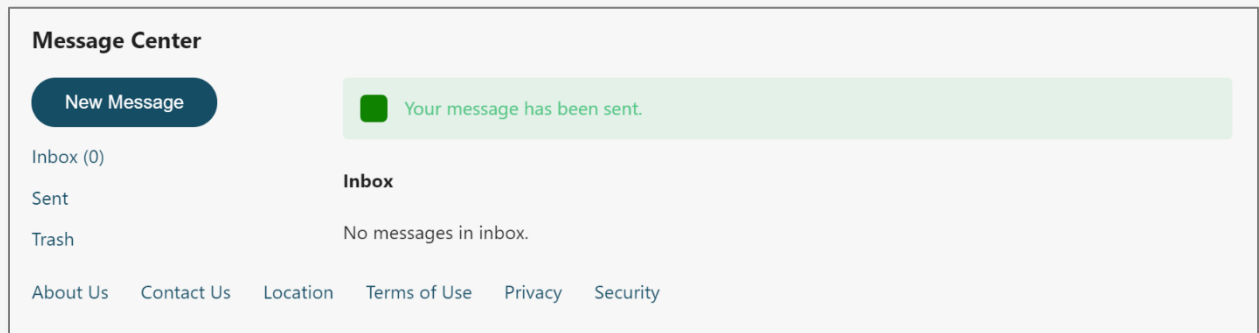 Message Center
New Message
Your message has been sent.
Inbox (0)
Inbox
Sent
No messages in inbox.
Trash
About Us Contact Us Location Terms of Use Privacy Security